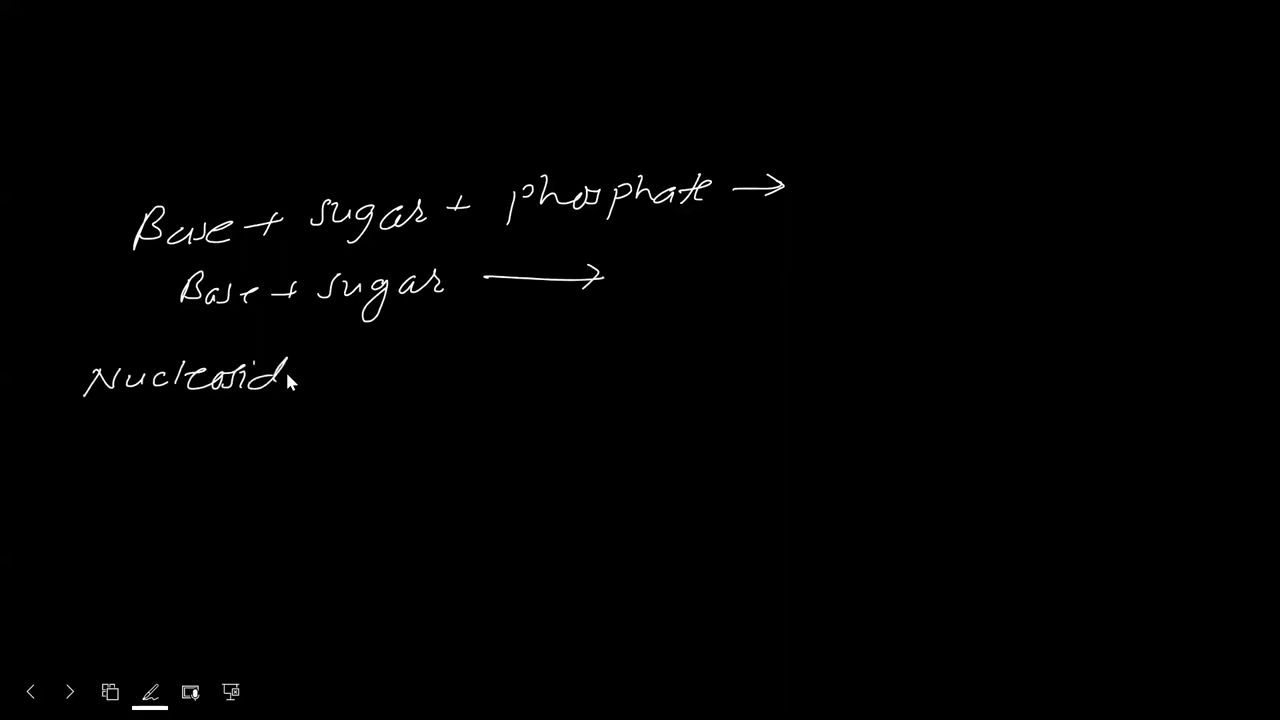 Base + sugar + phosphate →
Base + sugar →
Nucleosid